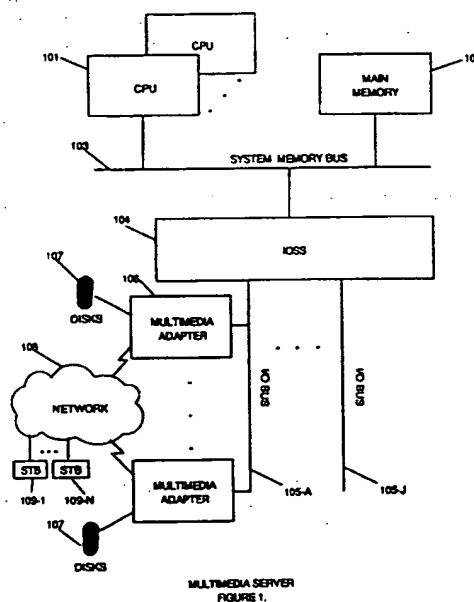 CPU
101
CPU
10
MAIN
MEMORY
103
SYSTEM MEMORY BUS
104
IOSS
107
DISKS
106
MULTIMEDIA
ADAPTER
108
NETWORK
I/O BUS
I/O BUS
STB
STB
109-1
109-N
MULTIMEDIA
ADAPTER
105-A
105-J
107
DISKS
MULTIMEDIA SERVER
FIGURE 1.